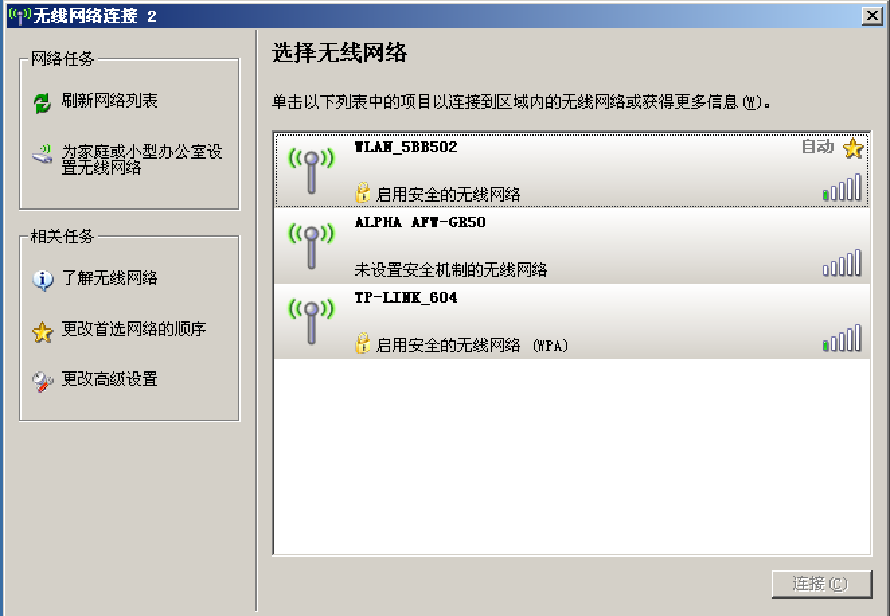 无线网络连接 2
网络任务
刷新网络列表
为家庭或小型办公室设
置无线网络
相关任务
了解无线网络
更改首选网络的顺序
更改高级设置
选择无线网络
单击以下列表中的项目以连接到区域内的无线网络或获得更多信息(W)。
WLAN_5BB502
自动
启用安全的无线网络
ALPHA AFW-GR50
未设置安全机制的无线网络
TP-LINK_604
启用安全的无线网络 (WPA)
连接(C)